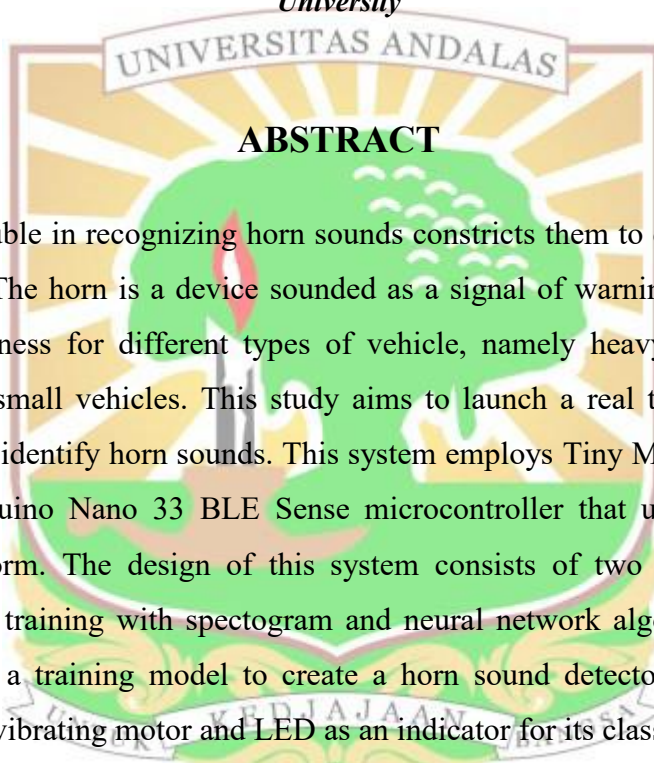 University
UNIVERSITAS ANDALAS
ABSTRACT
uble in recognizing horn sounds constricts them to
The horn is a device sounded as a signal of warnin
ness for different types of vehicle, namely heavy
small vehicles. This study aims to launch a real t
identify horn sounds. This system employs Tiny M
uino Nano 33 BLE Sense microcontroller that u
orm. The design of this system consists of two
training with spectogram and neural network alg
a training model to create a horn sound detecto
vibrating motor and LED as an indicator for its clas
UNTUK KEDJAJAAN BANGSA